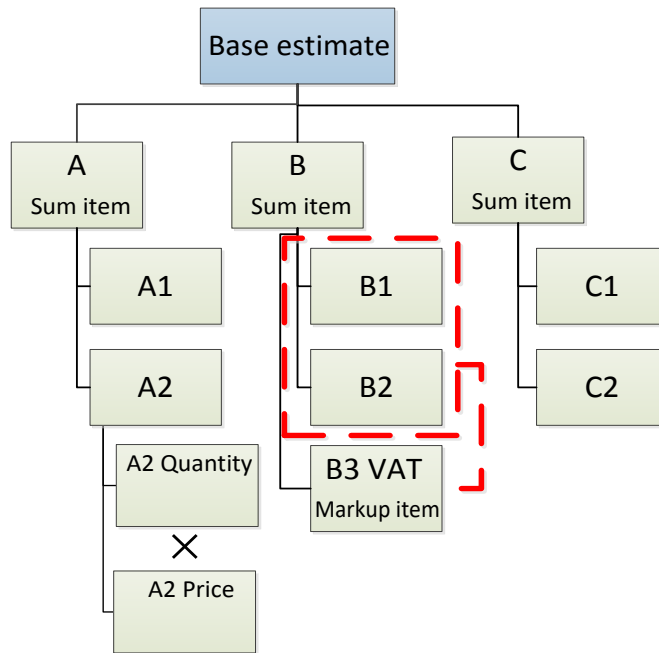 Base estimate
A
Sum item
B
Sum item
C
Sum item
A1
B1
C1
A2
B2
C2
A2 Quantity
B3 VAT
Markup item
×
A2 Price